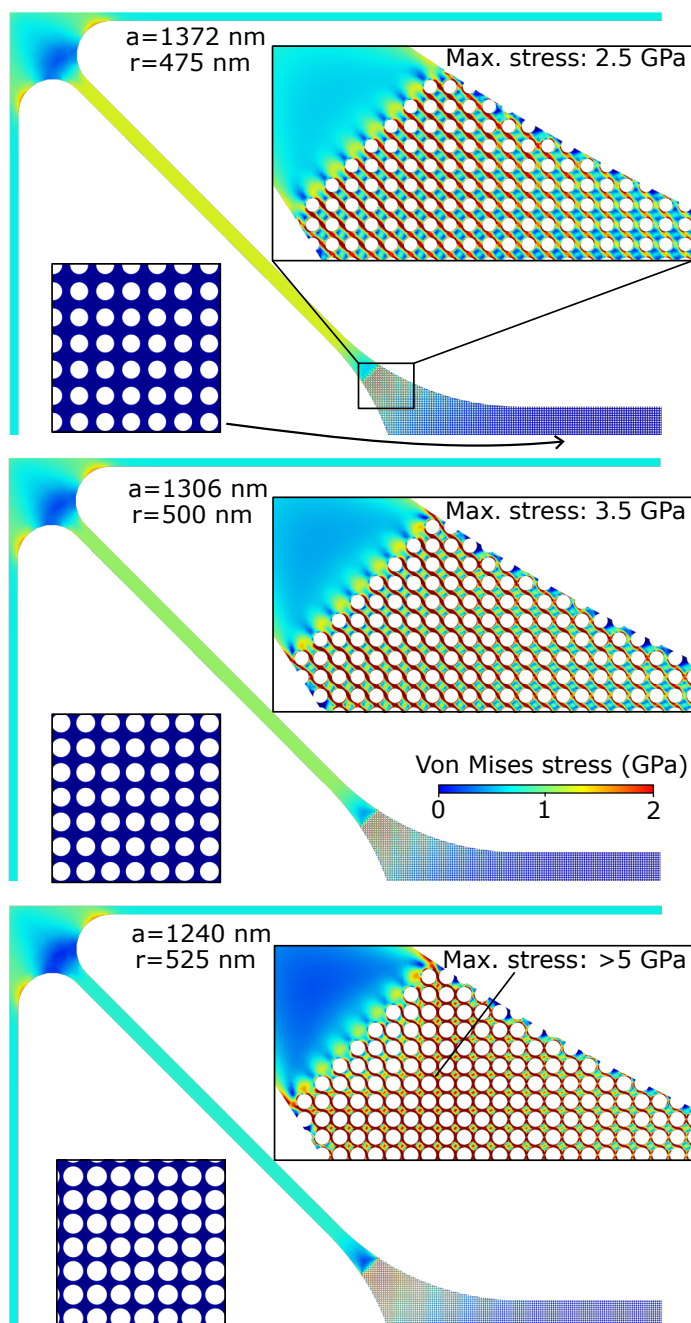 a=1372 nm
r=475 nm
Max. stress: 2.5 GPa
a=1306 nm
r=500 nm
Max. stress: 3.5 GPa
Von Mises stress (GPa)
0 1 2
a=1240 nm
r=525 nm
Max. stress: >5 GPa